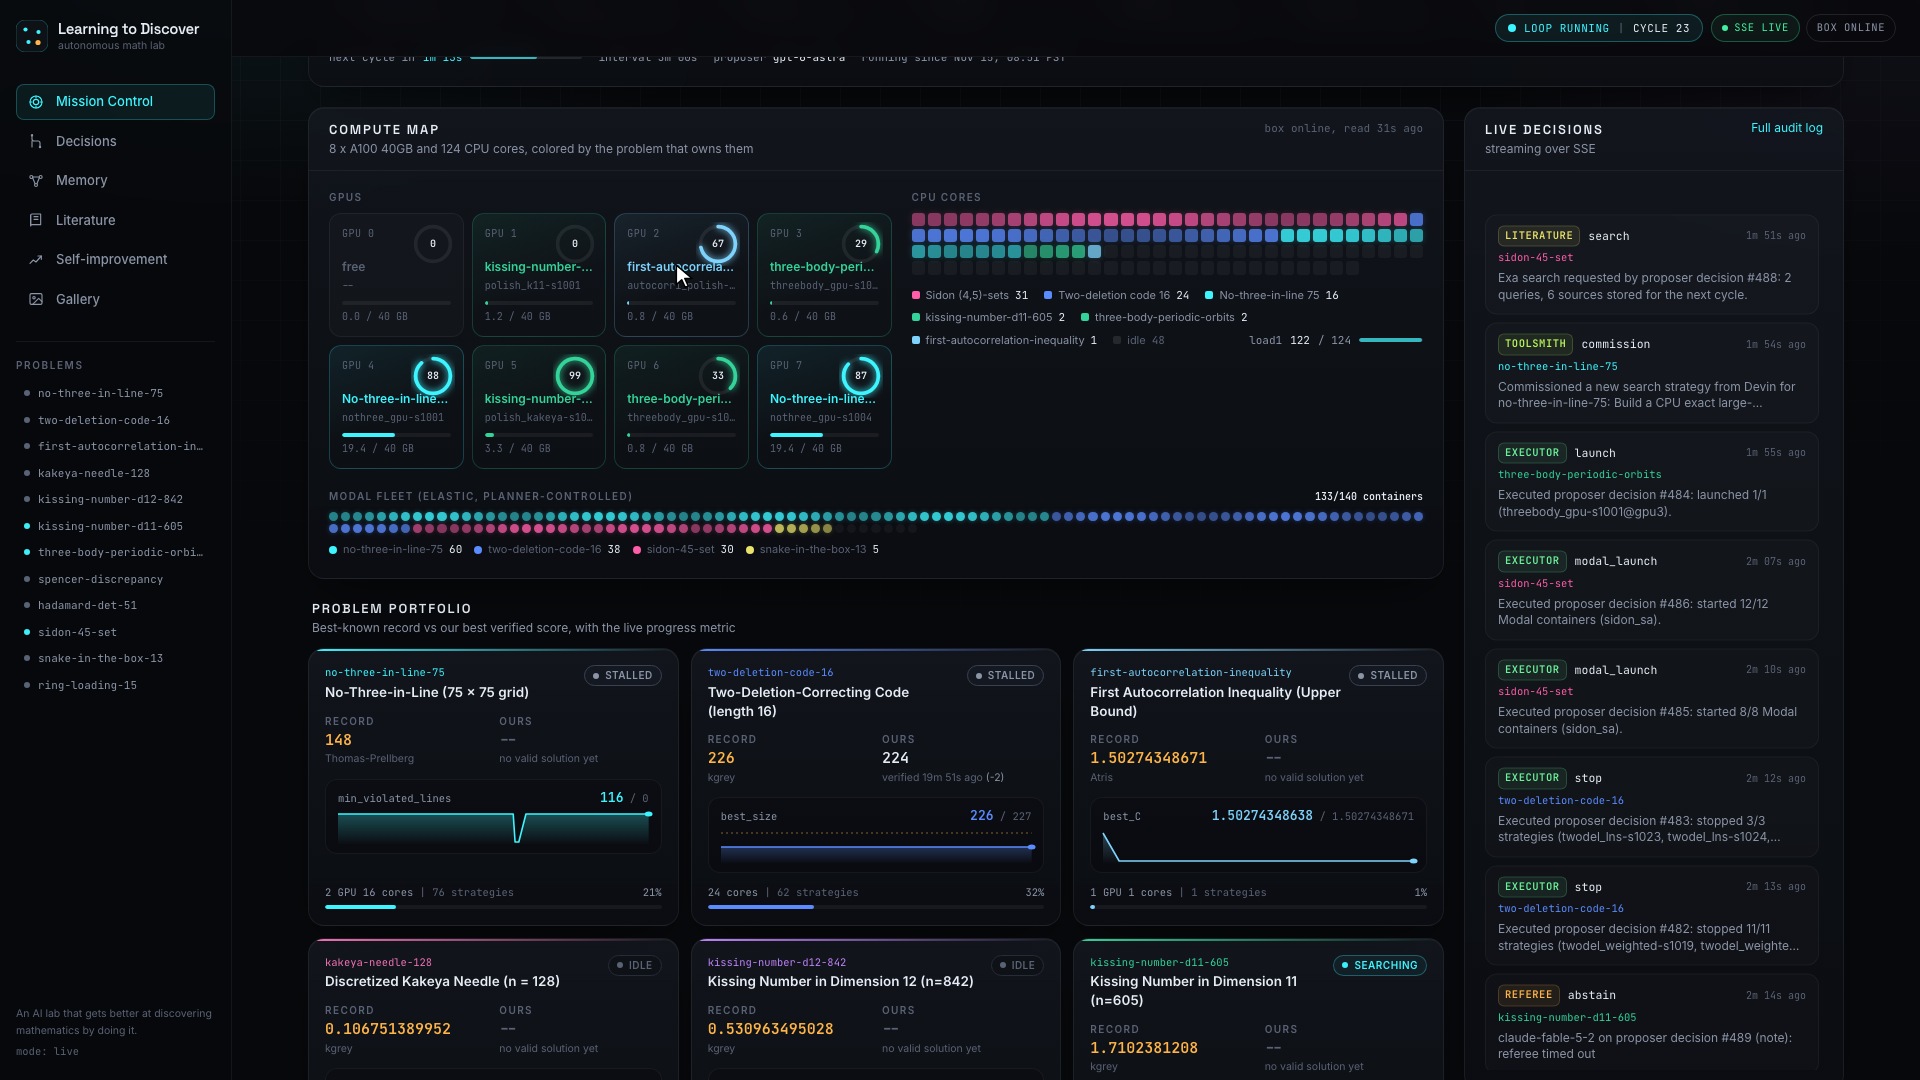 Learning to Discover
autonomous math lab
Mission Control
Decisions
Memory
Literature
Self-improvement
Gallery
PROBLEMS
no-three-in-line-75
two-deletion-code-16
first-autocorrelation-in…
kakeya-needle-128
kissing-number-d12-842
kissing-number-d11-605
three-body-periodic-orbi…
spencer-discrepancy
hadamard-det-51
sidon-45-set
snake-in-the-box-13
ring-loading-15
An AI lab that gets better at discovering
mathematics by doing it.
mode: live
LOOP RUNNING | CYCLE 23
SSE LIVE
BOX ONLINE
next cycle in 1m 13s interval 3m 00s proposer gpt-6-astra running since Nov 15, 08:51 PST
COMPUTE MAP
box online, read 31s ago
8 x A100 40GB and 124 CPU cores, colored by the problem that owns them
GPUS
GPU 0
0
free
--
0.0 / 40 GB
GPU 1
0
kissing-number-…
polish_k11-s1001
1.2 / 40 GB
GPU 2
67
first-autocorrela…
autocorr_polish-…
0.8 / 40 GB
GPU 3
29
three-body-peri…
threebody_gpu-s10…
0.6 / 40 GB
GPU 4
88
No-three-in-line…
nothree_gpu-s1001
19.4 / 40 GB
GPU 5
99
kissing-number-…
polish_kakeya-s10…
3.3 / 40 GB
GPU 6
33
three-body-peri…
threebody_gpu-s10…
0.8 / 40 GB
GPU 7
87
No-three-in-line…
nothree_gpu-s1004
19.4 / 40 GB
CPU CORES
Sidon (4,5)-sets 31 Two-deletion code 16 24 No-three-in-line 75 16
kissing-number-d11-605 2 three-body-periodic-orbits 2
first-autocorrelation-inequality 1 idle 48 load1 122 / 124
MODAL FLEET (ELASTIC, PLANNER-CONTROLLED)
133/140 containers
no-three-in-line-75 60 two-deletion-code-16 38 sidon-45-set 30 snake-in-the-box-13 5
PROBLEM PORTFOLIO
Best-known record vs our best verified score, with the live progress metric
no-three-in-line-75
STALLED
No-Three-in-Line (75 × 75 grid)
RECORD OURS
148 --
Thomas-Prellberg no valid solution yet
min_violated_lines 116 / 0
2 GPU 16 cores | 76 strategies 21%
two-deletion-code-16
STALLED
Two-Deletion-Correcting Code
(length 16)
RECORD OURS
226 224
kgrey verified 19m 51s ago (-2)
best_size 226 / 227
24 cores | 62 strategies 32%
first-autocorrelation-inequality
STALLED
First Autocorrelation Inequality (Upper
Bound)
RECORD OURS
1.50274348671 --
Atris no valid solution yet
best_C 1.50274348638 / 1.50274348671
1 GPU 1 cores | 1 strategies 1%
kakeya-needle-128
IDLE
Discretized Kakeya Needle (n = 128)
RECORD OURS
0.106751389952 --
kgrey no valid solution yet
kissing-number-d12-842
IDLE
Kissing Number in Dimension 12 (n=842)
RECORD OURS
0.530963495028 --
kgrey no valid solution yet
kissing-number-d11-605
SEARCHING
Kissing Number in Dimension 11
(n=605)
RECORD OURS
1.7102381208 --
kgrey no valid solution yet
LIVE DECISIONS
Full audit log
streaming over SSE
LITERATURE search 1m 51s ago
sidon-45-set
Exa search requested by proposer decision #488: 2
queries, 6 sources stored for the next cycle.
TOOLSMITH commission 1m 54s ago
no-three-in-line-75
Commissioned a new search strategy from Devin for
no-three-in-line-75: Build a CPU exact large-…
EXECUTOR launch 1m 55s ago
three-body-periodic-orbits
Executed proposer decision #484: launched 1/1
(threebody_gpu-s1001@gpu3).
EXECUTOR modal_launch 2m 07s ago
sidon-45-set
Executed proposer decision #486: started 12/12
Modal containers (sidon_sa).
EXECUTOR modal_launch 2m 10s ago
sidon-45-set
Executed proposer decision #485: started 8/8 Modal
containers (sidon_sa).
EXECUTOR stop 2m 12s ago
two-deletion-code-16
Executed proposer decision #483: stopped 3/3
strategies (twodel_lns-s1023, twodel_lns-s1024,…
EXECUTOR stop 2m 13s ago
two-deletion-code-16
Executed proposer decision #482: stopped 11/11
strategies (twodel_weighted-s1019, twodel_weighte…
REFEREE abstain 2m 14s ago
kissing-number-d11-605
claude-fable-5-2 on proposer decision #489 (note):
referee timed out